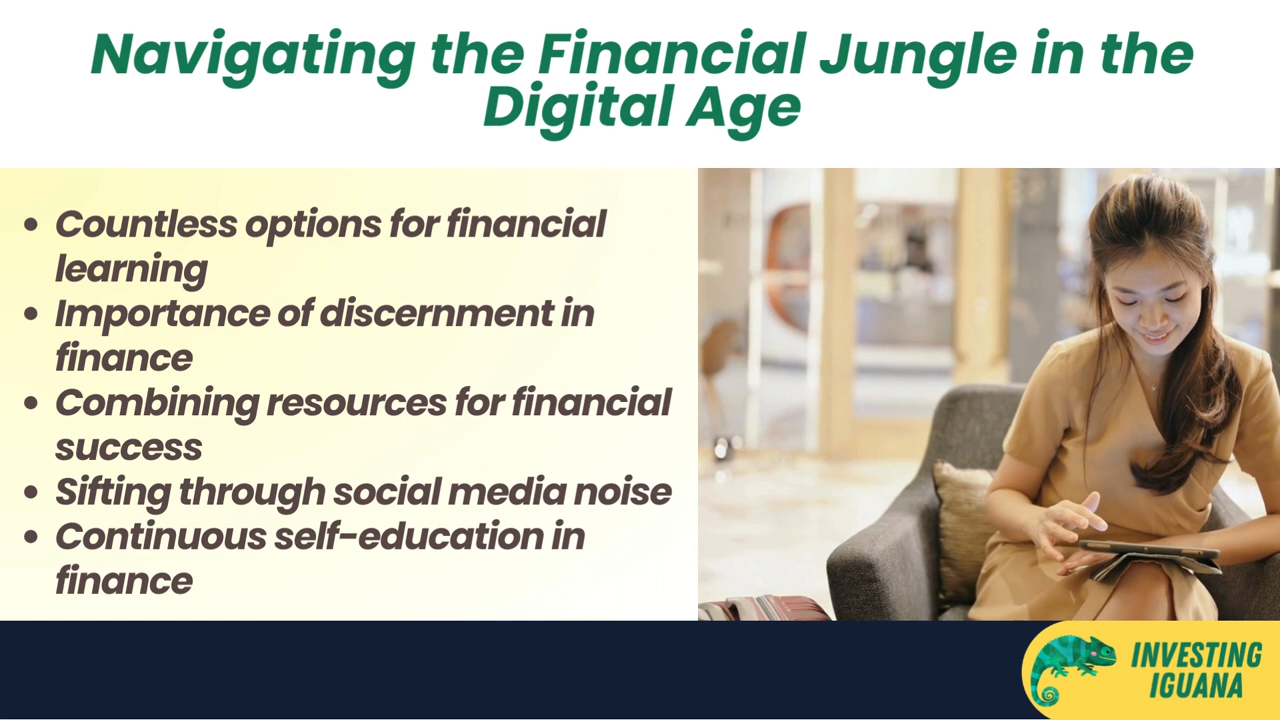 Navigating the Financial Jungle in the
Digital Age
• Countless options for financial
learning
• Importance of discernment in
finance
• Combining resources for financial
success
• Sifting through social media noise
• Continuous self-education in
finance
INVESTING
IGUANA